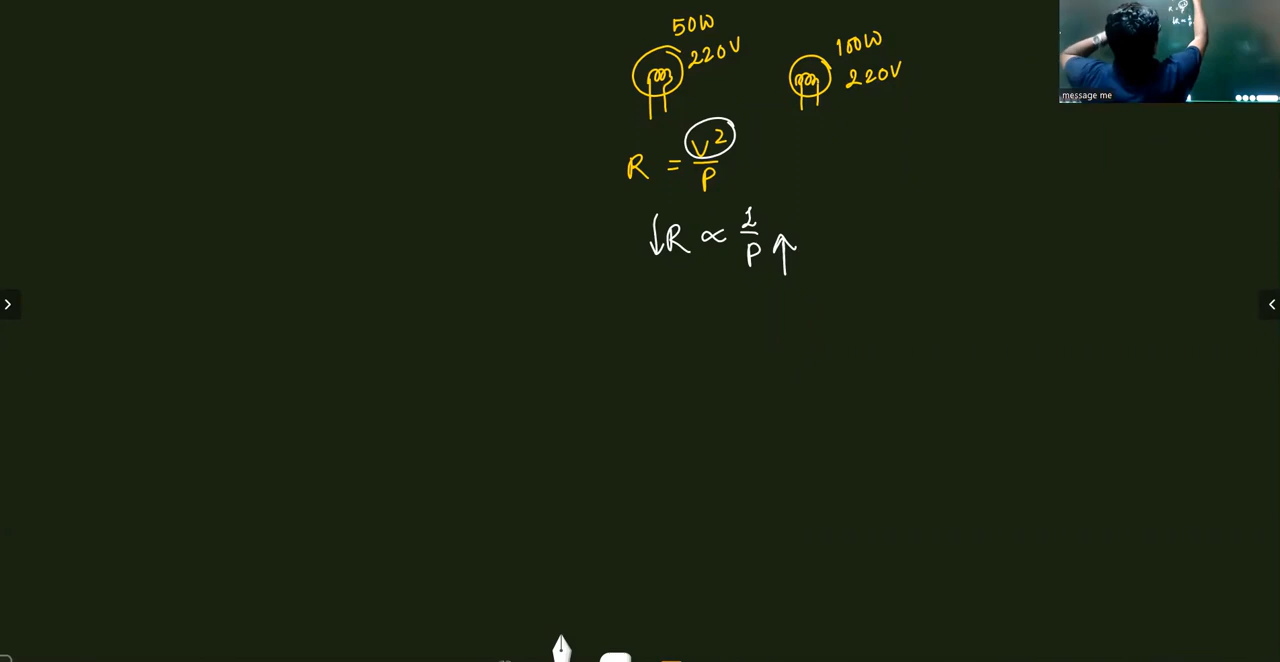 50W
220V
100W
220V
R = V²/P
↓R ∝ 1/P ↑
message me